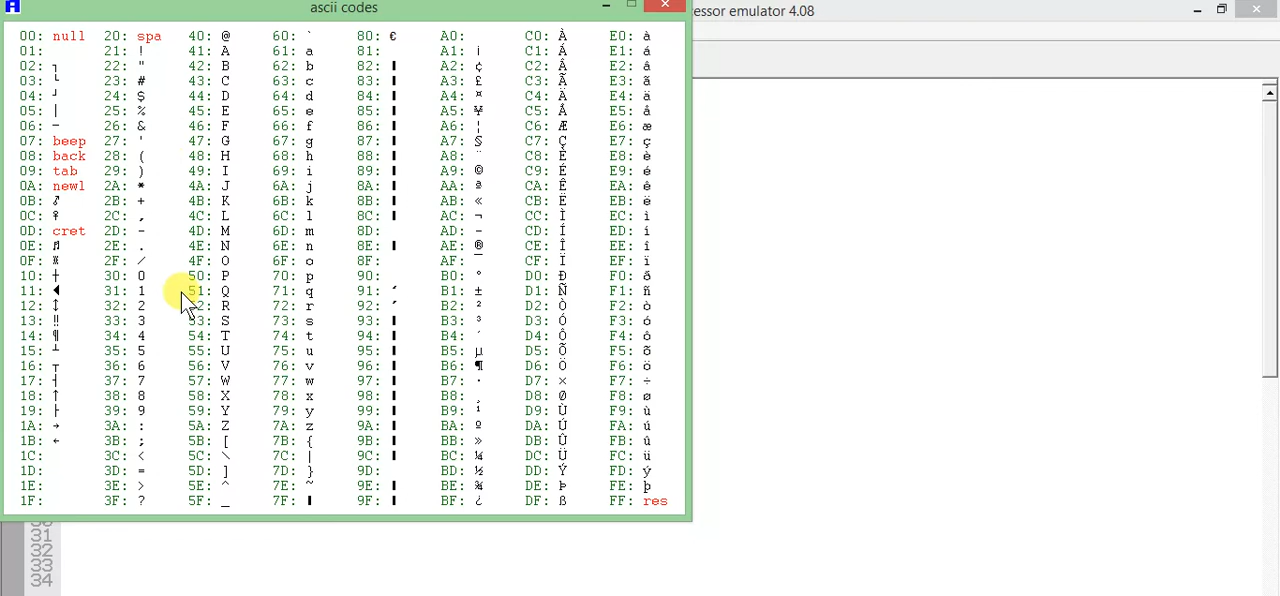 ascii codes
essor emulator 4.08
00: null 20: spa 40: @ 60: ` 80: € A0: C0: À E0: à
01: 21: ! 41: A 61: a 81: A1: ¡ C1: Á E1: á
02: ┐ 22: " 42: B 62: b 82: ▌ A2: ¢ C2: Â E2: â
03: └ 23: # 43: C 63: c 83: ▌ A3: £ C3: Ã E3: ã
04: ┘ 24: $ 44: D 64: d 84: ▌ A4: ¤ C4: Ä E4: ä
05: │ 25: % 45: E 65: e 85: ▌ A5: ¥ C5: Å E5: å
06: ─ 26: & 46: F 66: f 86: ▌ A6: ¦ C6: Æ E6: æ
07: beep 27: ' 47: G 67: g 87: ▌ A7: § C7: Ç E7: ç
08: back 28: ( 48: H 68: h 88: ▌ A8: ¨ C8: È E8: è
09: tab 29: ) 49: I 69: i 89: ▌ A9: © C9: É E9: é
0A: newl 2A: * 4A: J 6A: j 8A: ▌ AA: ª CA: Ê EA: ê
0B: ♂ 2B: + 4B: K 6B: k 8B: ▌ AB: « CB: Ë EB: ë
0C: ♀ 2C: , 4C: L 6C: l 8C: ▌ AC: ¬ CC: Ì EC: ì
0D: cret 2D: - 4D: M 6D: m 8D: AD: - CD: Í ED: í
0E: ♫ 2E: . 4E: N 6E: n 8E: ▌ AE: ® CE: Î EE: î
0F: ¤ 2F: / 4F: O 6F: o 8F: AF: ¯ CF: Ï EF: ï
10: ┼ 30: 0 50: P 70: p 90: B0: ° D0: Ð F0: ð
11: ◄ 31: 1 51: Q 71: q 91: ‘ B1: ± D1: Ñ F1: ñ
12: ↕ 32: 2 52: R 72: r 92: ’ B2: ² D2: Ò F2: ò
13: ‼ 33: 3 53: S 73: s 93: ▌ B3: ³ D3: Ó F3: ó
14: ¶ 34: 4 54: T 74: t 94: ▌ B4: ´ D4: Ô F4: ô
15: ┴ 35: 5 55: U 75: u 95: ▌ B5: µ D5: Õ F5: õ
16: ┬ 36: 6 56: V 76: v 96: ▌ B6: ¶ D6: Ö F6: ö
17: ┤ 37: 7 57: W 77: w 97: ▌ B7: · D7: × F7: ÷
18: ↑ 38: 8 58: X 78: x 98: ▌ B8: ¸ D8: Ø F8: ø
19: ├ 39: 9 59: Y 79: y 99: ▌ B9: ¹ D9: Ù F9: ù
1A: → 3A: : 5A: Z 7A: z 9A: ▌ BA: º DA: Ú FA: ú
1B: ← 3B: ; 5B: [ 7B: { 9B: ▌ BB: » DB: Û FB: û
1C: 3C: < 5C: \ 7C: | 9C: ▌ BC: ¼ DC: Ü FC: ü
1D: 3D: = 5D: ] 7D: } 9D: BD: ½ DD: Ý FD: ý
1E: 3E: > 5E: ^ 7E: ~ 9E: ▌ BE: ¾ DE: Þ FE: þ
1F: 3F: ? 5F: _ 7F: ▌ 9F: ▌ BF: ¿ DF: ß FF: res
30
31
32
33
34